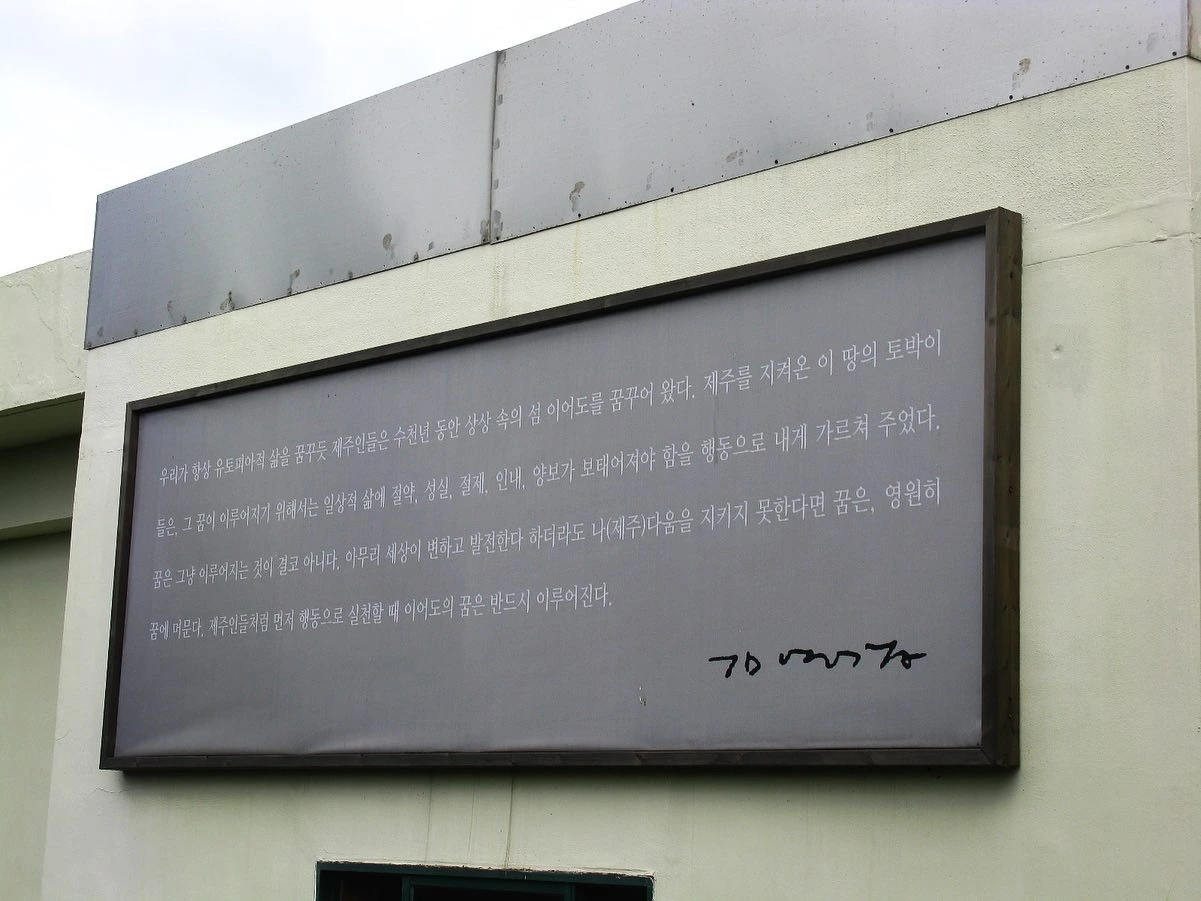 우리가 항상 유토피아적 삶을 꿈꾸듯 제주인들은 수천년 동안 상상 속의 섬 이어도를 꿈꾸어 왔다. 제주를 지켜온 이 땅의 토박이
들은, 그 꿈이 이루어지기 위해서는 일상적 삶에 절약, 성실, 절제, 인내, 양보가 보태어져야 함을 행동으로 내게 가르쳐 주었다.
꿈은 그냥 이루어지는 것이 결코 아니다. 아무리 세상이 변하고 발전한다 하더라도 나(제주)다움을 지키지 못한다면 꿈은, 영원히
꿈에 머문다. 제주인들처럼 먼저 행동으로 실천할 때 이어도의 꿈은 반드시 이루어진다.